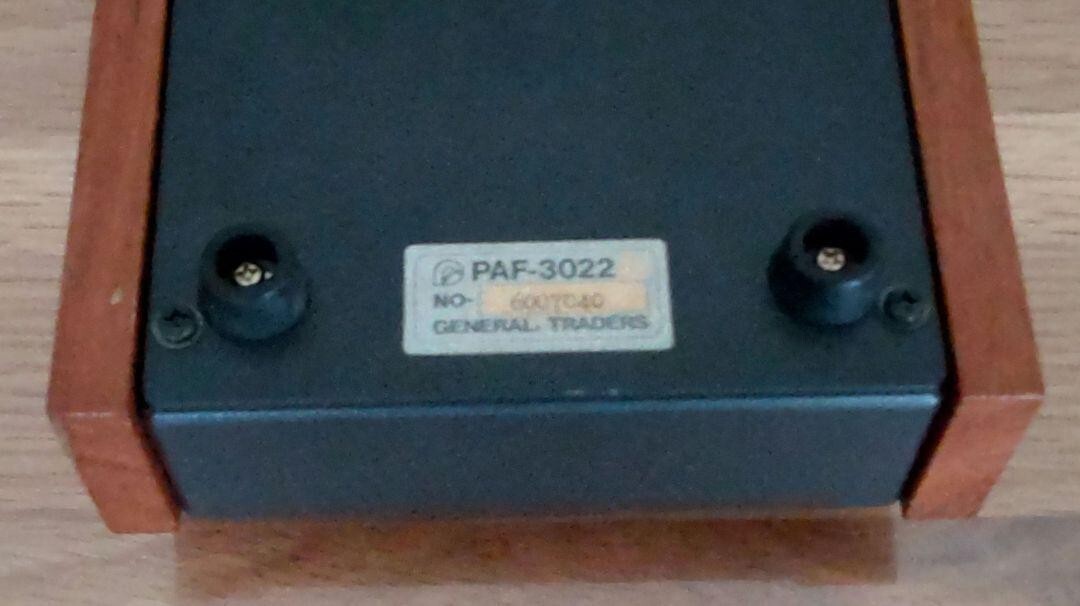 PAF-3022
NO- 6007040
GENERAL. TRADERS